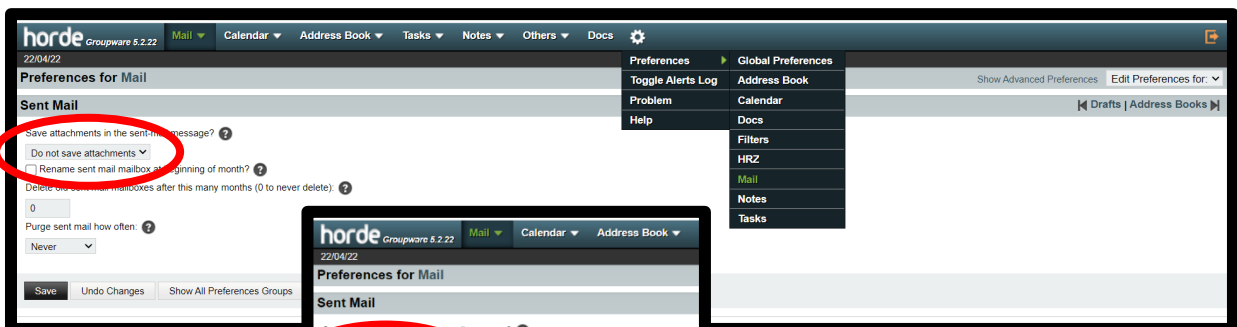 horde Groupware 5.2.22 Mail Calendar Address Book Tasks Notes Others Docs
22/04/22
Preferences Global Preferences
Preferences for Mail
Toggle Alerts Log Address Book
Show Advanced Preferences Edit Preferences for:
Problem Calendar
Sent Mail
Drafts | Address Books
Help Docs
Save attachments in the sent-mail message?
Filters
Do not save attachments
HRZ
Rename sent mail mailbox at beginning of month?
Mail
Delete old sent mail mailboxes after this many months (0 to never delete):
Notes
0
Tasks
Purge sent mail how often:
Never
Save Undo Changes Show All Preferences Groups
horde Groupware 5.2.22 Mail Calendar Address Book
22/04/22
Preferences for Mail
Sent Mail